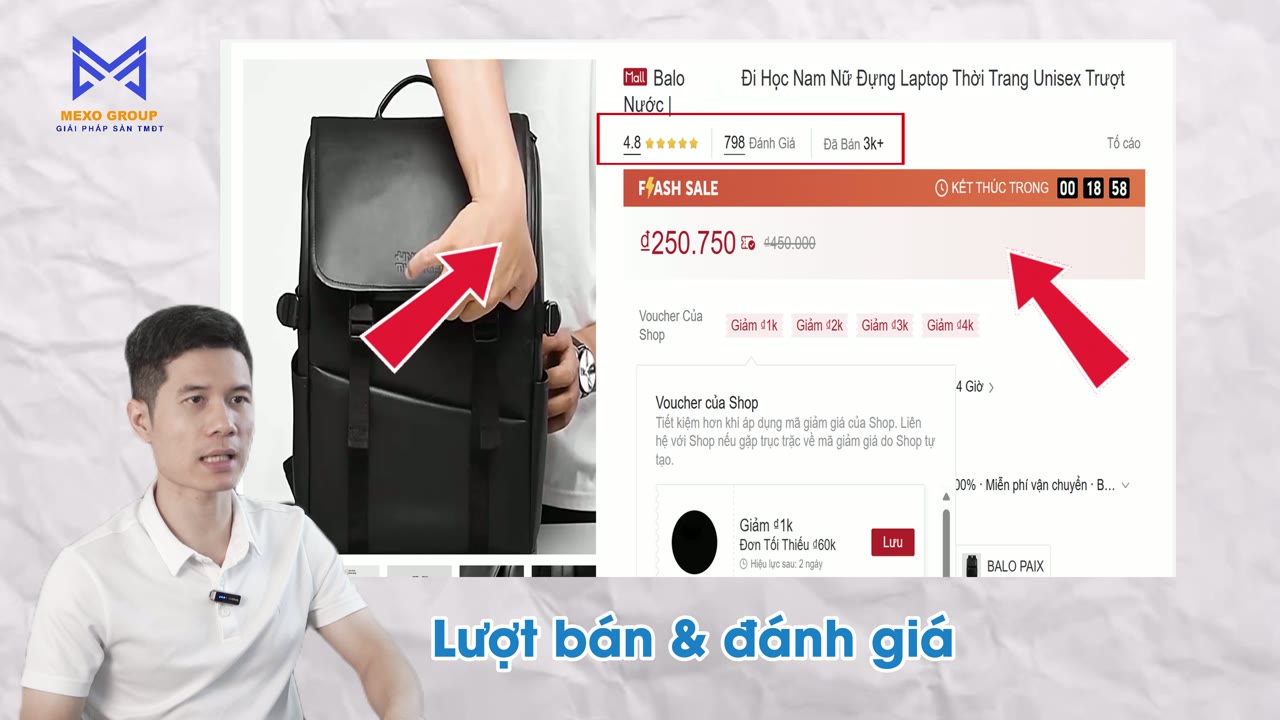 MEXO GROUP
GIẢI PHÁP SÀN TMĐT
Mall Balo Đi Học Nam Nữ Đựng Laptop Thời Trang Unisex Trượt
Nước |
4.8 798 Đánh Giá Đã Bán 3k+ Tố cáo
FLASH SALE KẾT THÚC TRONG 00 18 58
₫250.750 ₫450.000
Voucher Của
Shop
Giảm ₫1k Giảm ₫2k Giảm ₫3k Giảm ₫4k
4 Giờ
Voucher của Shop
Tiết kiệm hơn khi áp dụng mã giảm giá của Shop. Liên
hệ với Shop nếu gặp trục trặc về mã giảm giá do Shop tự
tạo.
00% · Miễn phí vận chuyển · B...
Giảm ₫1k
Đơn Tối Thiểu ₫60k
Hiệu lực sau: 2 ngày
Lưu
BALO PAIX
Lượt bán & đánh giá